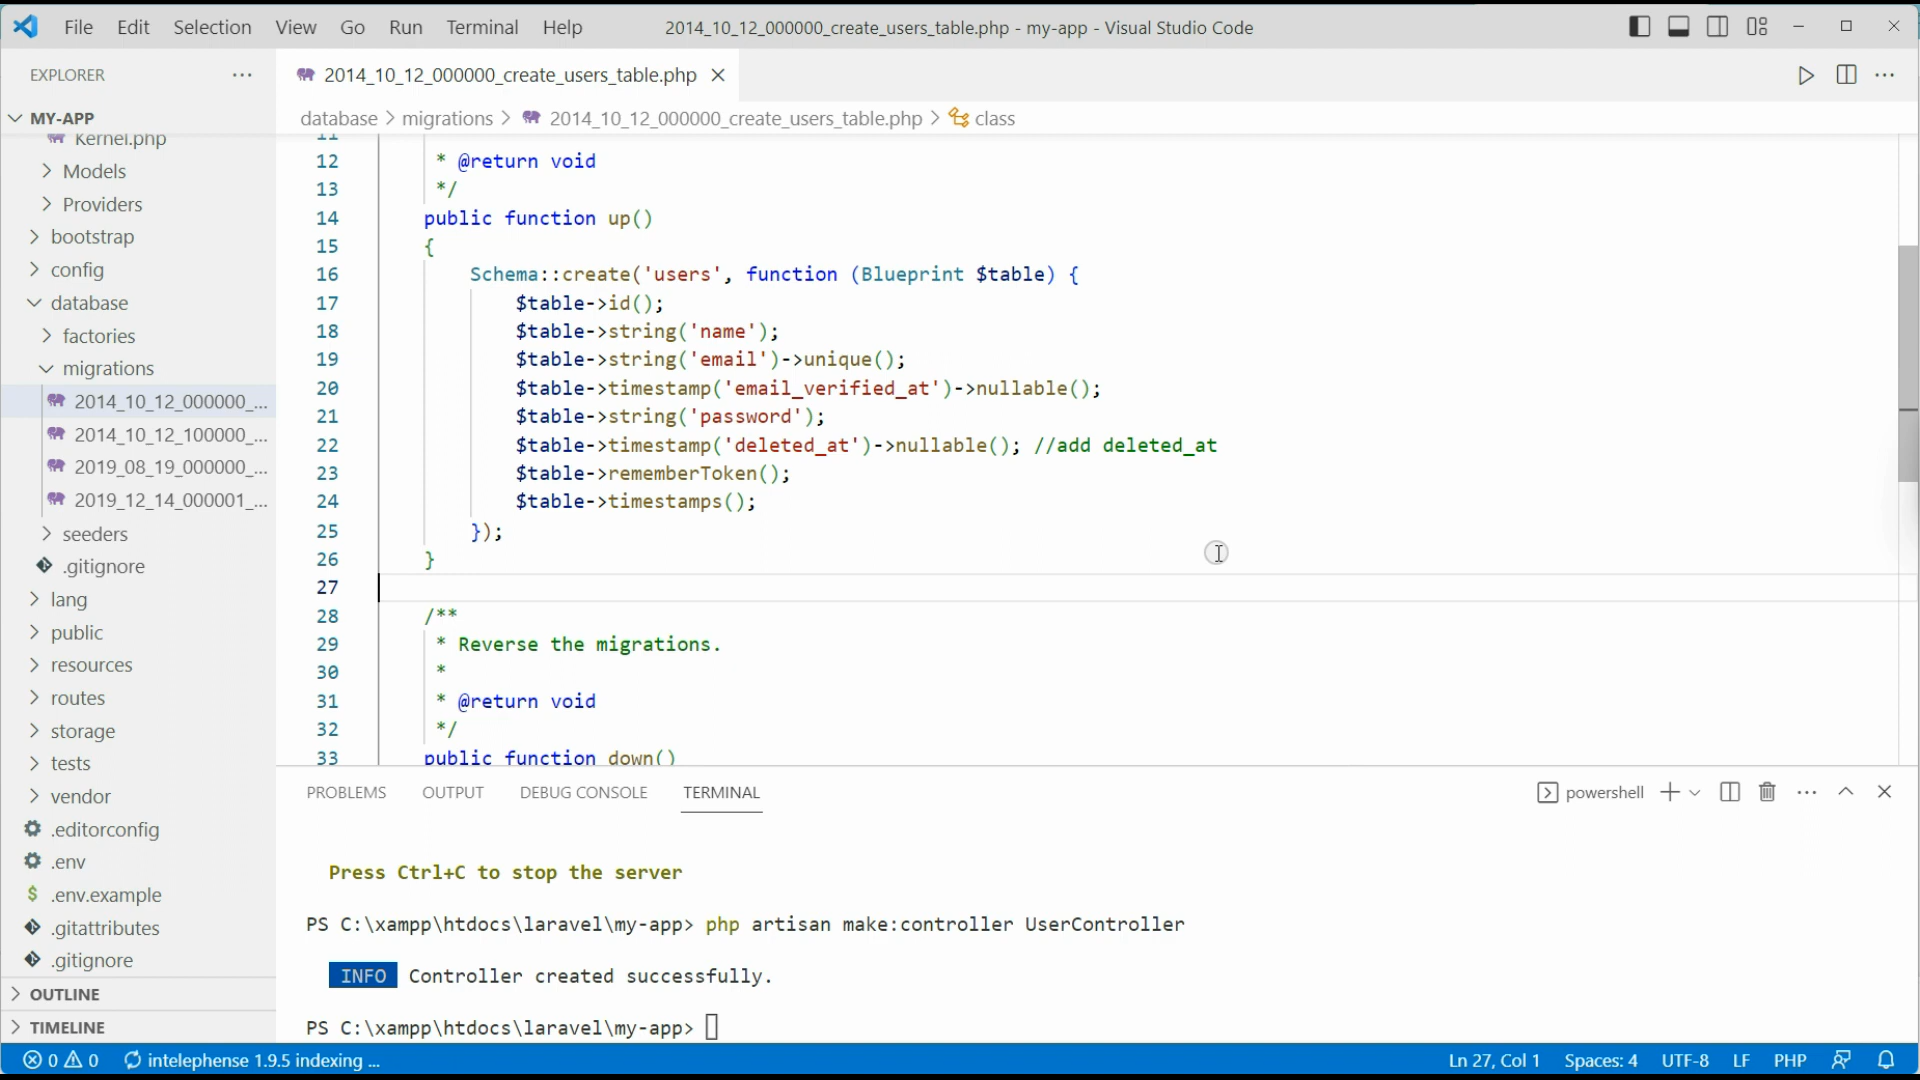 File Edit Selection View Go Run Terminal Help 2014_10_12_000000_create_users_table.php - my-app - Visual Studio Code
EXPLORER
2014_10_12_000000_create_users_table.php
MY-APP
database > migrations > 2014_10_12_000000_create_users_table.php > class
Kernel.php
Models
Providers
bootstrap
config
database
factories
migrations
2014_10_12_000000_...
2014_10_12_100000_...
2019_08_19_000000_...
2019_12_14_000001_...
seeders
.gitignore
lang
public
resources
routes
storage
tests
vendor
.editorconfig
.env
.env.example
.gitattributes
.gitignore
OUTLINE
TIMELINE
11
12 * @return void
13 */
14 public function up()
15 {
16 Schema::create('users', function (Blueprint $table) {
17 $table->id();
18 $table->string('name');
19 $table->string('email')->unique();
20 $table->timestamp('email_verified_at')->nullable();
21 $table->string('password');
22 $table->timestamp('deleted_at')->nullable(); //add deleted_at
23 $table->rememberToken();
24 $table->timestamps();
25 });
26 }
27
28 /**
29 * Reverse the migrations.
30 *
31 * @return void
32 */
33 public function down()
PROBLEMS OUTPUT DEBUG CONSOLE TERMINAL powershell
Press Ctrl+C to stop the server
PS C:\xampp\htdocs\laravel\my-app> php artisan make:controller UserController
INFO Controller created successfully.
PS C:\xampp\htdocs\laravel\my-app>
0 0 intelephense 1.9.5 indexing ... Ln 27, Col 1 Spaces: 4 UTF-8 LF PHP